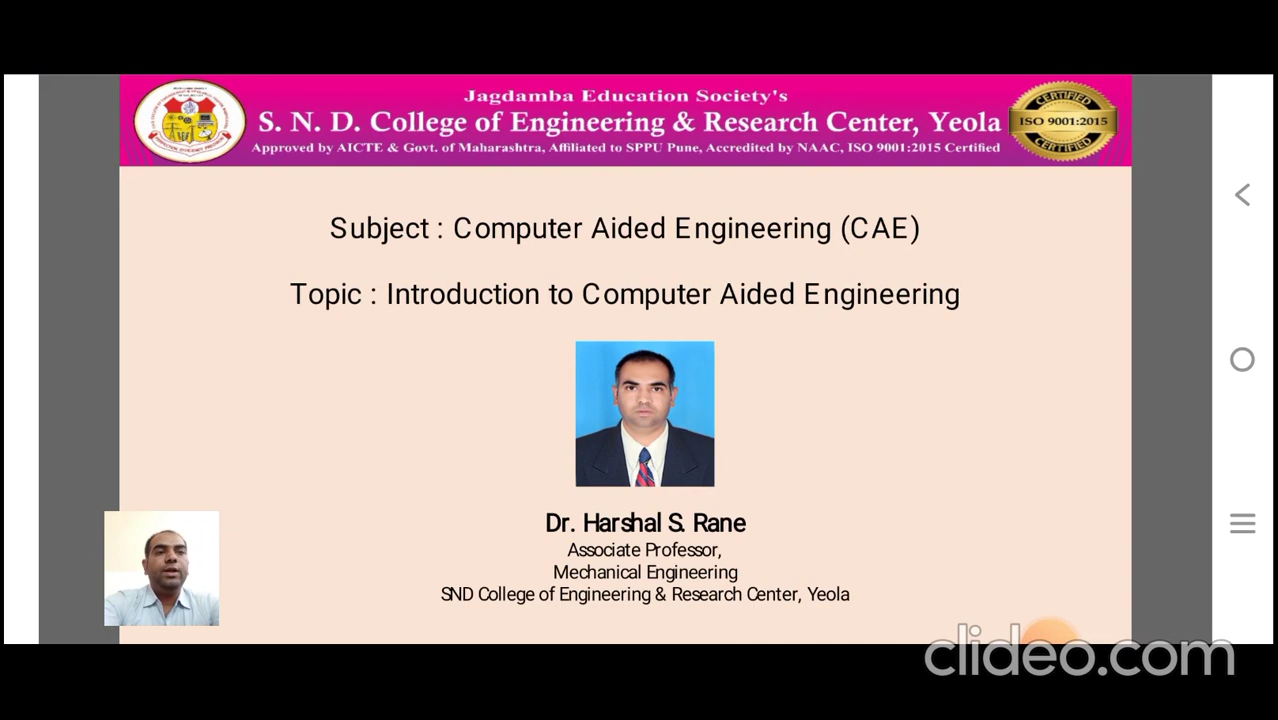 Jagdamba Education Society's
S. N. D. College of Engineering & Research Center, Yeola
Approved by AICTE & Govt. of Maharashtra, Affiliated to SPPU Pune, Accredited by NAAC, ISO 9001:2015 Certified
CERTIFIED
ISO 9001:2015
CERTIFIED
Subject : Computer Aided Engineering (CAE)
Topic : Introduction to Computer Aided Engineering
Dr. Harshal S. Rane
Associate Professor,
Mechanical Engineering
SND College of Engineering & Research Center, Yeola
clideo.com